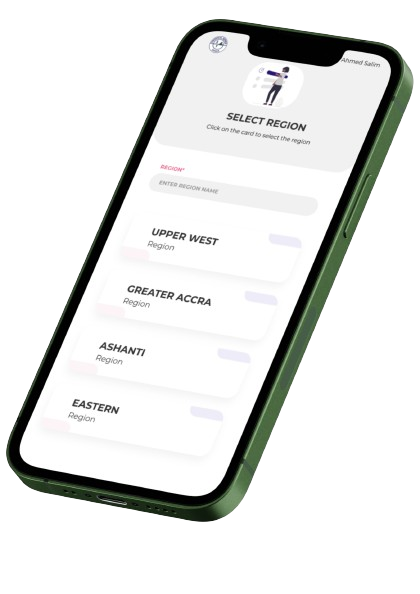 Ahmed Salim
SELECT REGION
Click on the card to select the region
REGION*
ENTER REGION NAME
UPPER WEST
Region
GREATER ACCRA
Region
ASHANTI
Region
EASTERN
Region